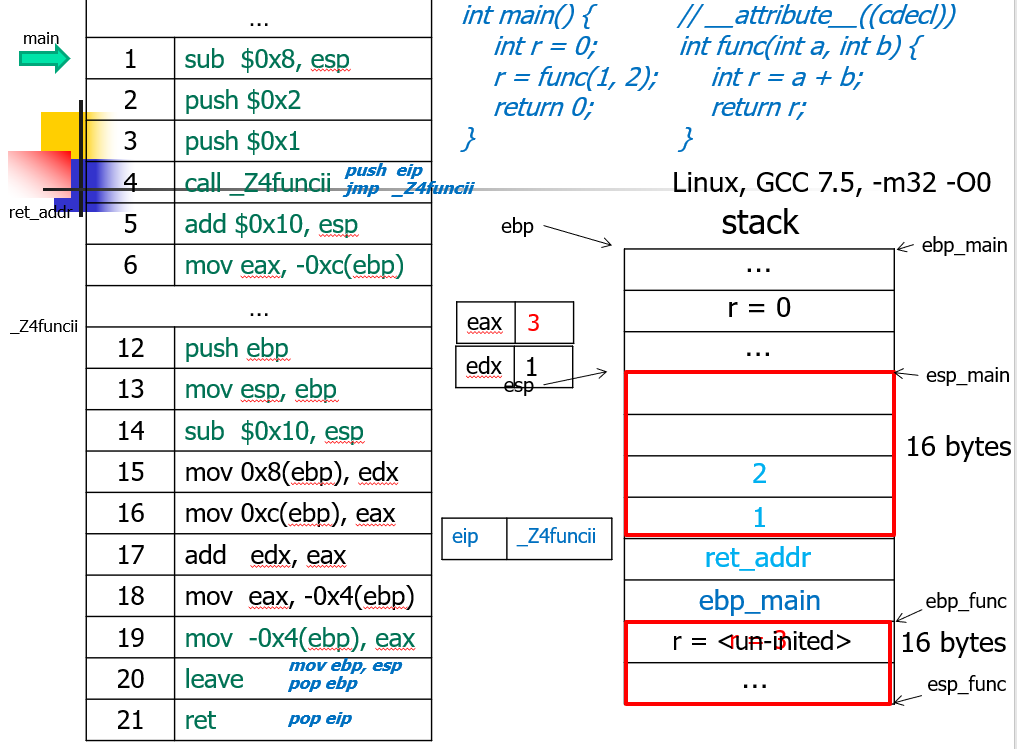 ...
main
1 sub $0x8, esp
2 push $0x2
3 push $0x1
4 call _Z4funcii push eip
jmp _Z4funcii
ret_addr
5 add $0x10, esp
6 mov eax, -0xc(ebp)
...
_Z4funcii
12 push ebp
13 mov esp, ebp
14 sub $0x10, esp
15 mov 0x8(ebp), edx
16 mov 0xc(ebp), eax
17 add edx, eax
18 mov eax, -0x4(ebp)
19 mov -0x4(ebp), eax
20 leave mov ebp, esp
pop ebp
21 ret pop eip
int main() {
int r = 0;
r = func(1, 2);
return 0;
}
// __attribute__((cdecl))
int func(int a, int b) {
int r = a + b;
return r;
}
Linux, GCC 7.5, -m32 -O0
stack
ebp
ebp_main
...
r = 0
...
eax 3
edx 1
esp
esp_main
16 bytes
2
1
eip _Z4funcii
ret_addr
ebp_main
ebp_func
r = <un-inited>
r = 3
16 bytes
...
esp_func